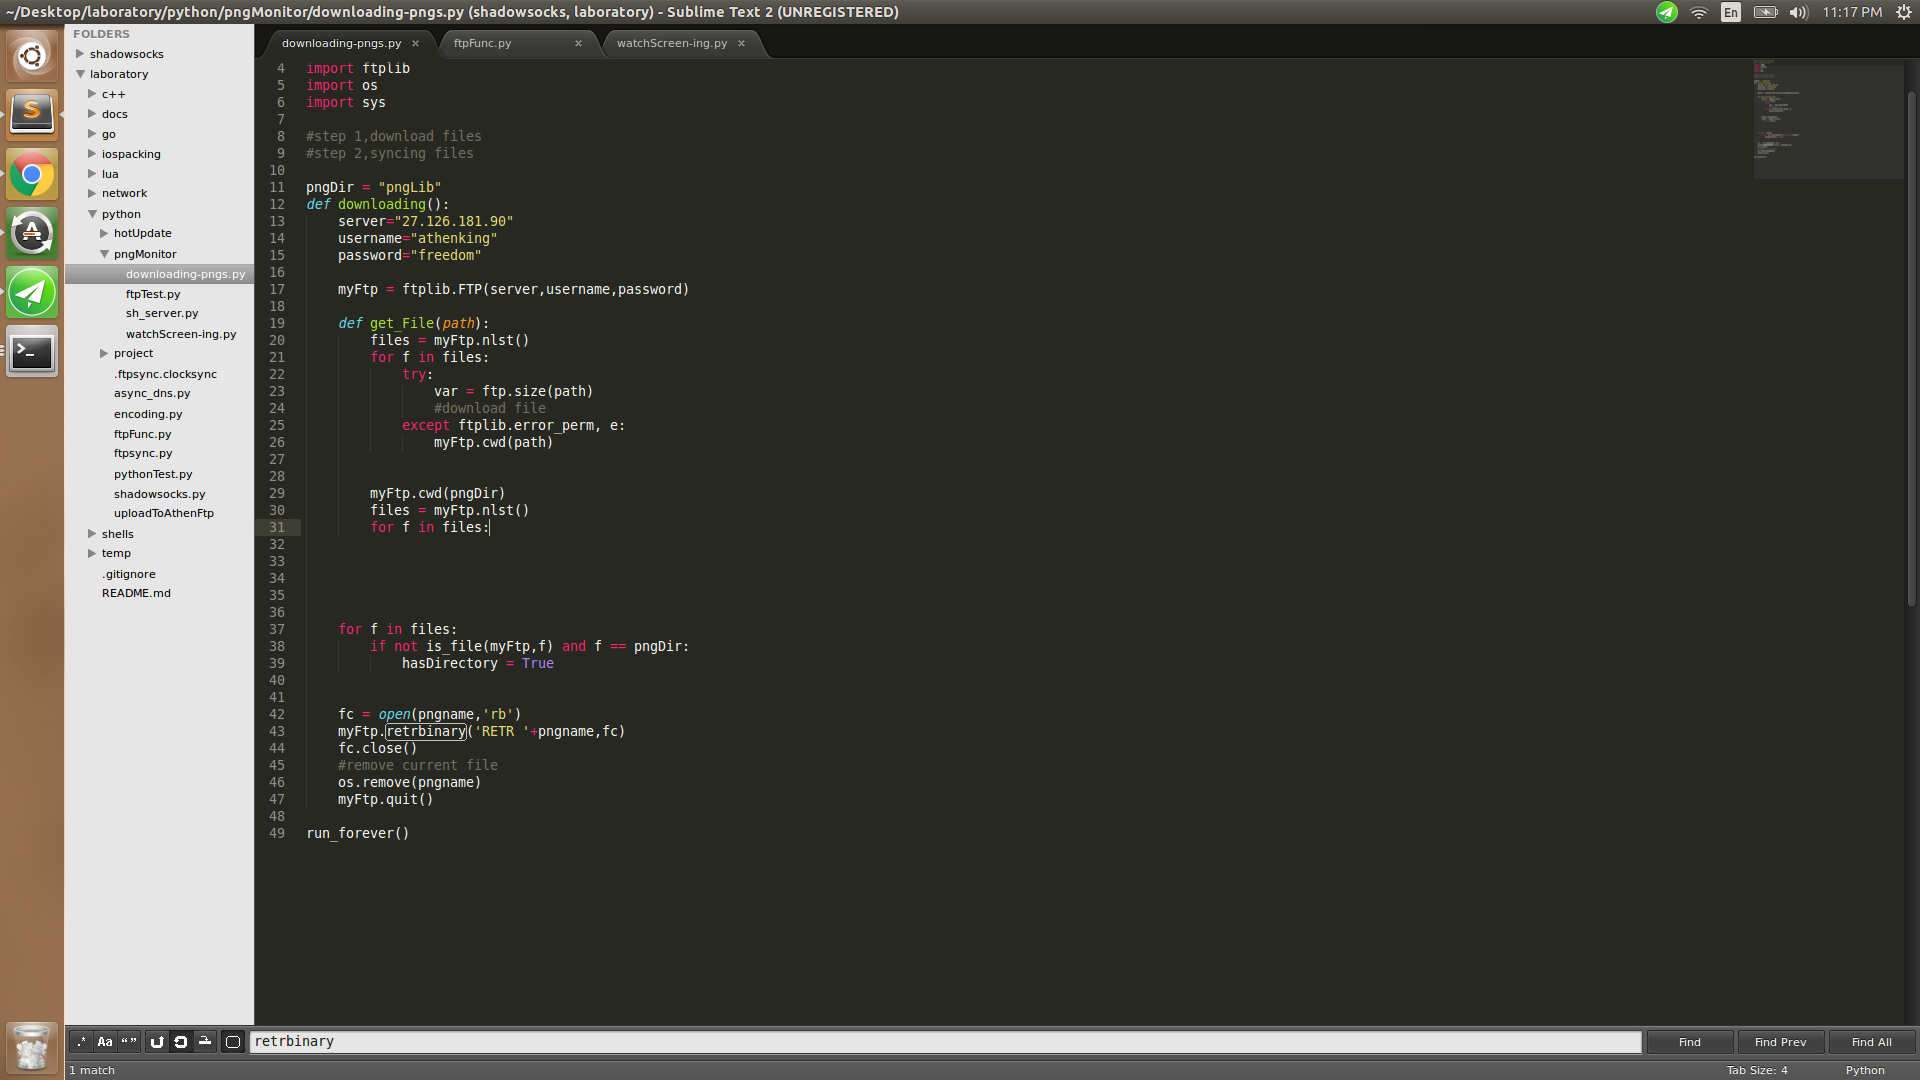 ~/Desktop/laboratory/python/pngMonitor/downloading-pngs.py (shadowsocks, laboratory) - Sublime Text 2 (UNREGISTERED)
En
11:17 PM
FOLDERS
shadowsocks
laboratory
c++
docs
go
iospacking
lua
network
python
hotUpdate
pngMonitor
downloading-pngs.py
ftpTest.py
sh_server.py
watchScreen-ing.py
project
.ftpsync.clocksync
async_dns.py
encoding.py
ftpFunc.py
ftpsync.py
pythonTest.py
shadowsocks.py
uploadToAthenFtp
shells
temp
.gitignore
README.md
downloading-pngs.py × ftpFunc.py × watchScreen-ing.py ×
4 import ftplib
5 import os
6 import sys
7
8 #step 1,download files
9 #step 2,syncing files
10
11 pngDir = "pngLib"
12 def downloading():
13     server="27.126.181.90"
14     username="athenking"
15     password="freedom"
16
17     myFtp = ftplib.FTP(server,username,password)
18
19     def get_File(path):
20         files = myFtp.nlst()
21         for f in files:
22             try:
23                 var = ftp.size(path)
24                 #download file
25             except ftplib.error_perm, e:
26                 myFtp.cwd(path)
27
28
29         myFtp.cwd(pngDir)
30         files = myFtp.nlst()
31         for f in files:
32
33
34
35
36
37     for f in files:
38         if not is_file(myFtp,f) and f == pngDir:
39             hasDirectory = True
40
41
42     fc = open(pngname,'rb')
43     myFtp.retrbinary('RETR '+pngname,fc)
44     fc.close()
45     #remove current file
46     os.remove(pngname)
47     myFtp.quit()
48
49 run_forever()
.* Aa “ ” retrbinary Find Find Prev Find All
1 match Tab Size: 4 Python